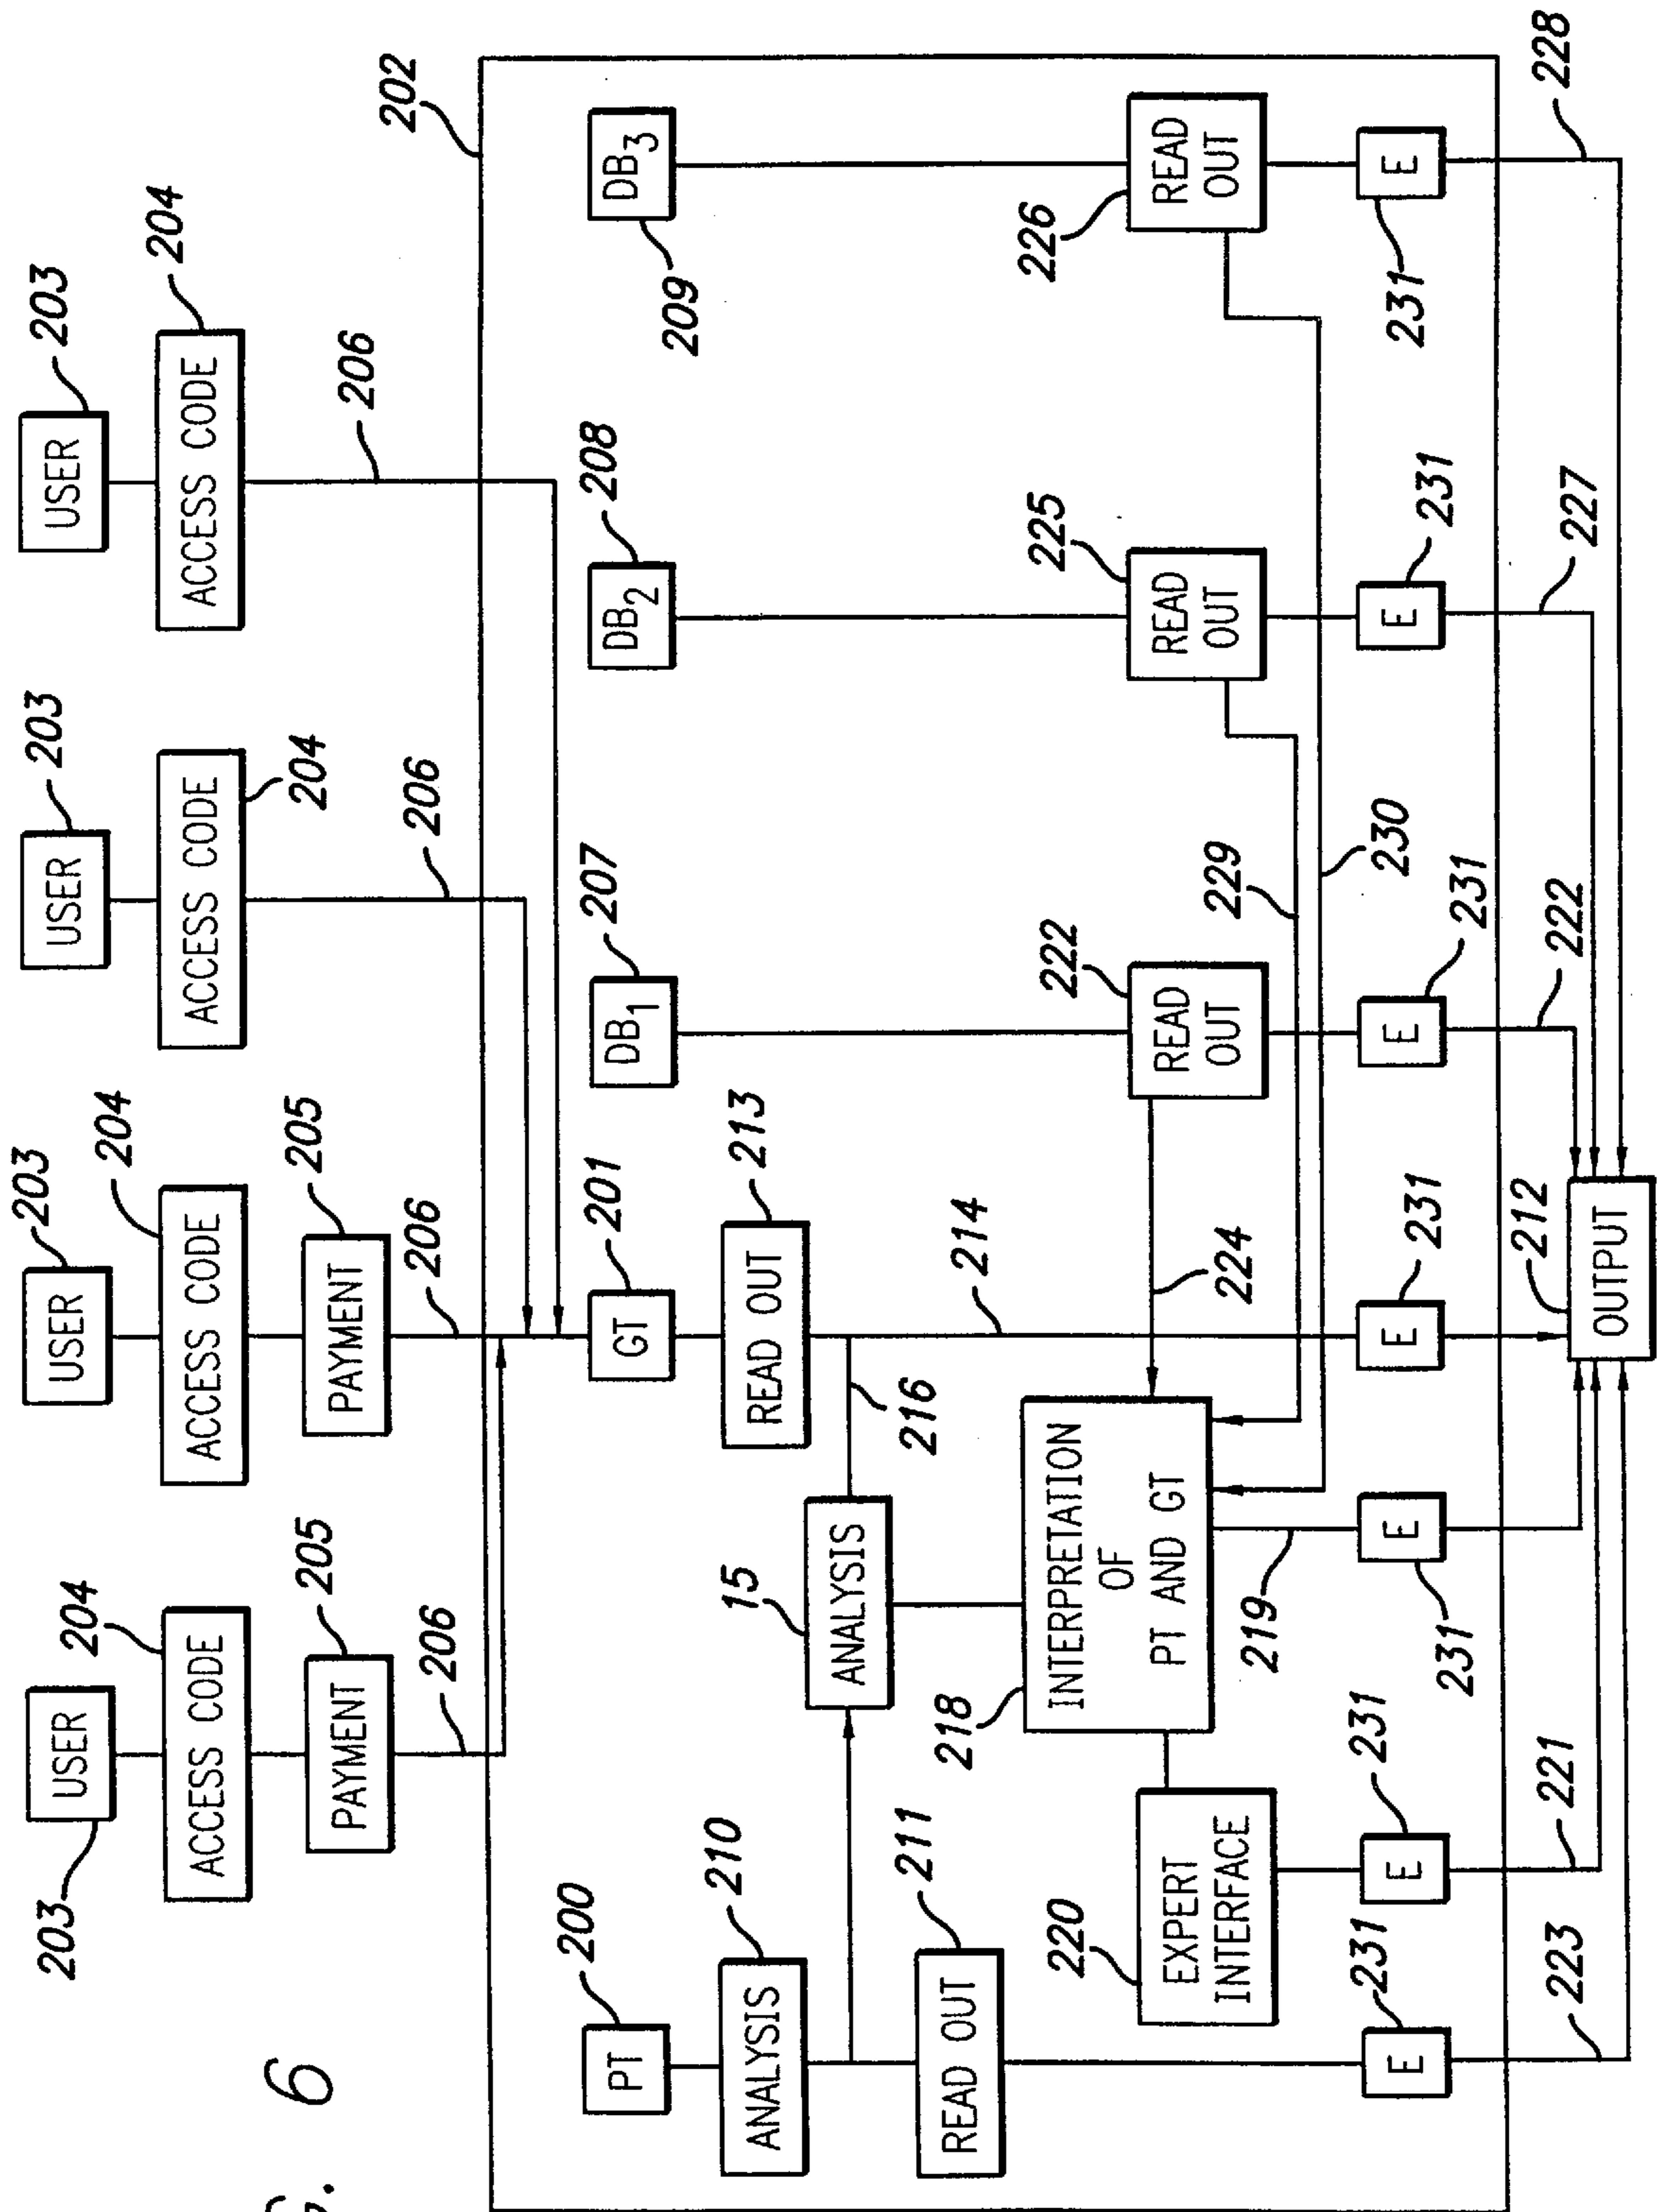 203
USER
204
ACCESS CODE
205
PAYMENT
206
203
USER
204
ACCESS CODE
205
PAYMENT
206
203
USER
204
ACCESS CODE
206
203
USER
204
ACCESS CODE
206
202
200
PT
210
ANALYSIS
211
READ OUT
201
GT
213
READ OUT
214
216
15
ANALYSIS
218
INTERPRETATION
OF
PT AND GT
220
EXPERT
INTERFACE
207
DB1
208
DB2
209
DB3
222
READ
OUT
225
READ
OUT
226
READ
OUT
224
229
230
219
231
E
231
E
231
E
231
E
231
E
231
E
231
E
223
221
222
227
228
212
OUTPUT
6